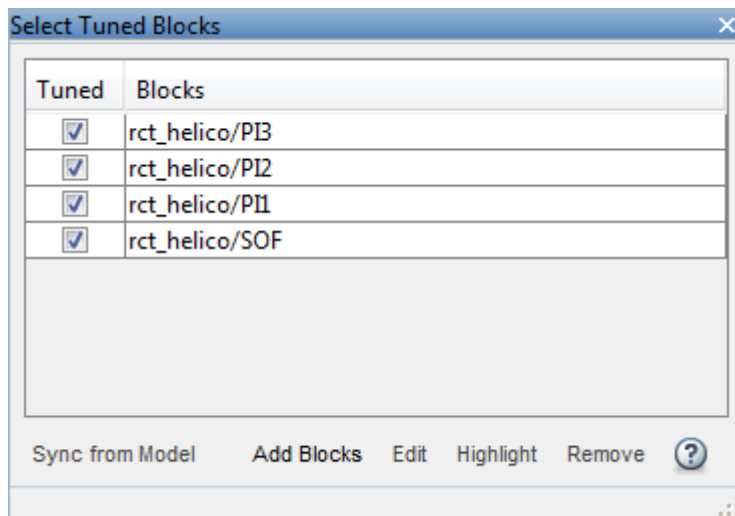 Select Tuned Blocks
Tuned Blocks
rct_helico/PI3
rct_helico/PI2
rct_helico/PI1
rct_helico/SOF
Sync from Model Add Blocks Edit Highlight Remove ?